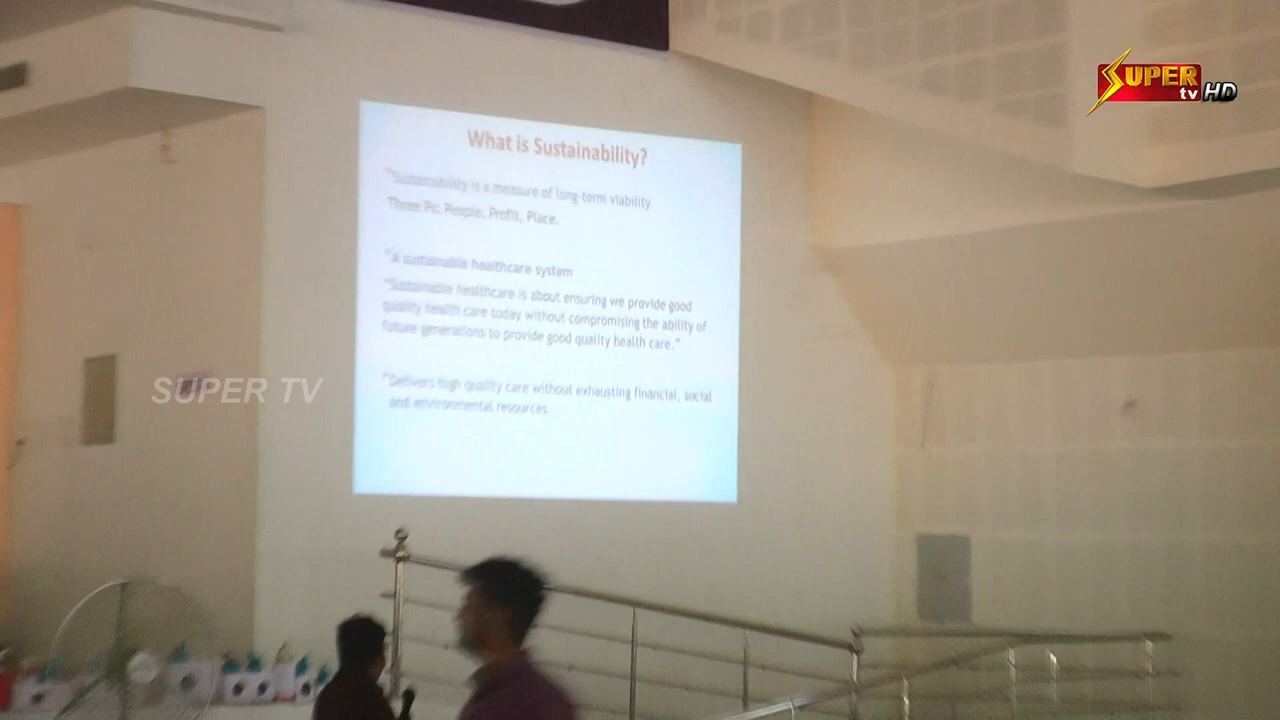 SUPER
tv HD
What is Sustainability?
"Sustainability is a measure of long-term viability
Three Ps: People, Profit, Place.
"A sustainable healthcare system
"Sustainable healthcare is about ensuring we provide good
quality health care today without compromising the ability of
future generations to provide good quality health care."
"Delivers high quality care without exhausting financial, social
and environmental resources
SUPER TV